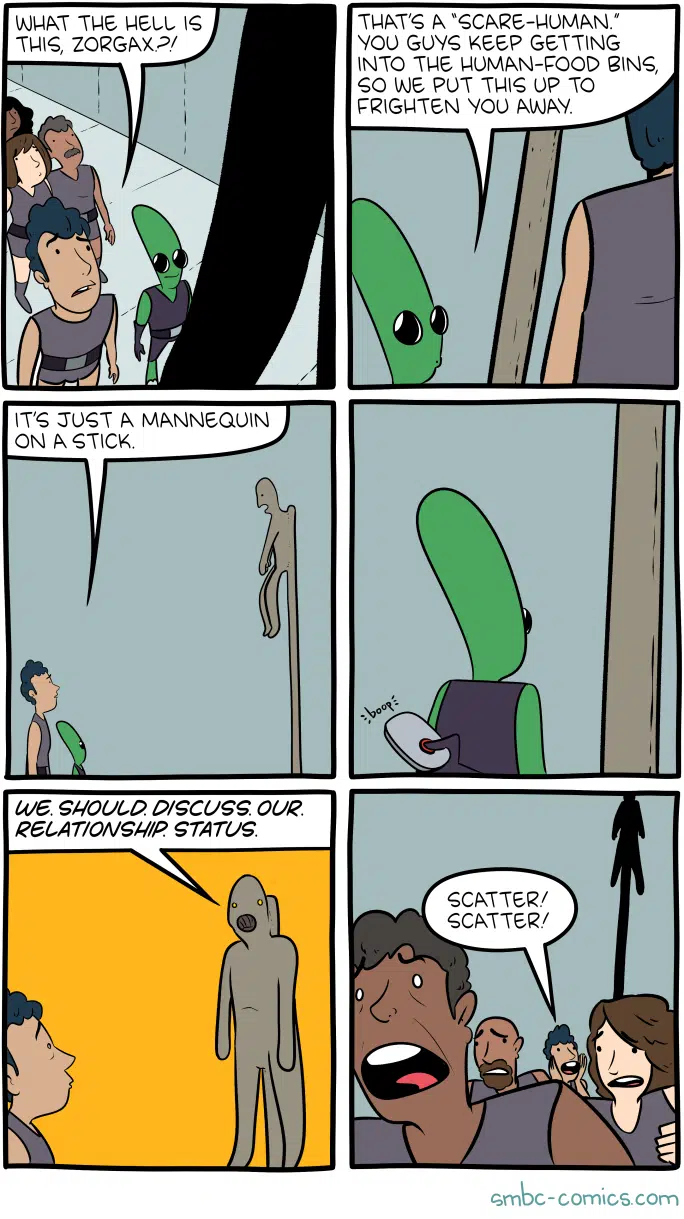 WHAT THE HELL IS
THIS, ZORGAX?!
THAT'S A "SCARE-HUMAN."
YOU GUYS KEEP GETTING
INTO THE HUMAN-FOOD BINS,
SO WE PUT THIS UP TO
FRIGHTEN YOU AWAY.
IT'S JUST A MANNEQUIN
ON A STICK.
boop
WE. SHOULD. DISCUSS. OUR.
RELATIONSHIP. STATUS.
SCATTER!
SCATTER!
smbc-comics.com